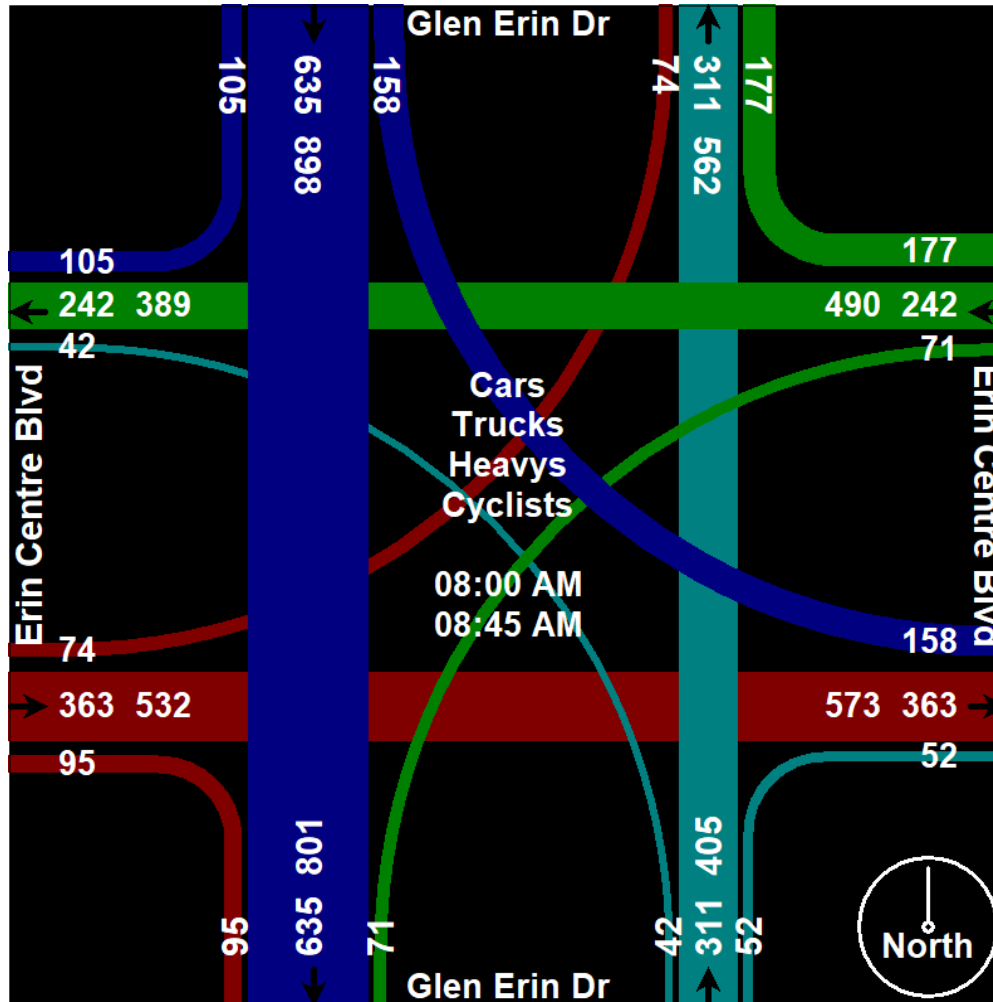 Glen Erin Dr
105
635 898
158
74
311 562
177
105
177
242 389
490 242
42
71
Cars
Trucks
Heavys
Cyclists
Erin Centre Blvd
Erin Centre Blvd
08:00 AM
08:45 AM
74
158
363 532
573 363
95
52
95
635 801
71
42
311 405
52
North
Glen Erin Dr